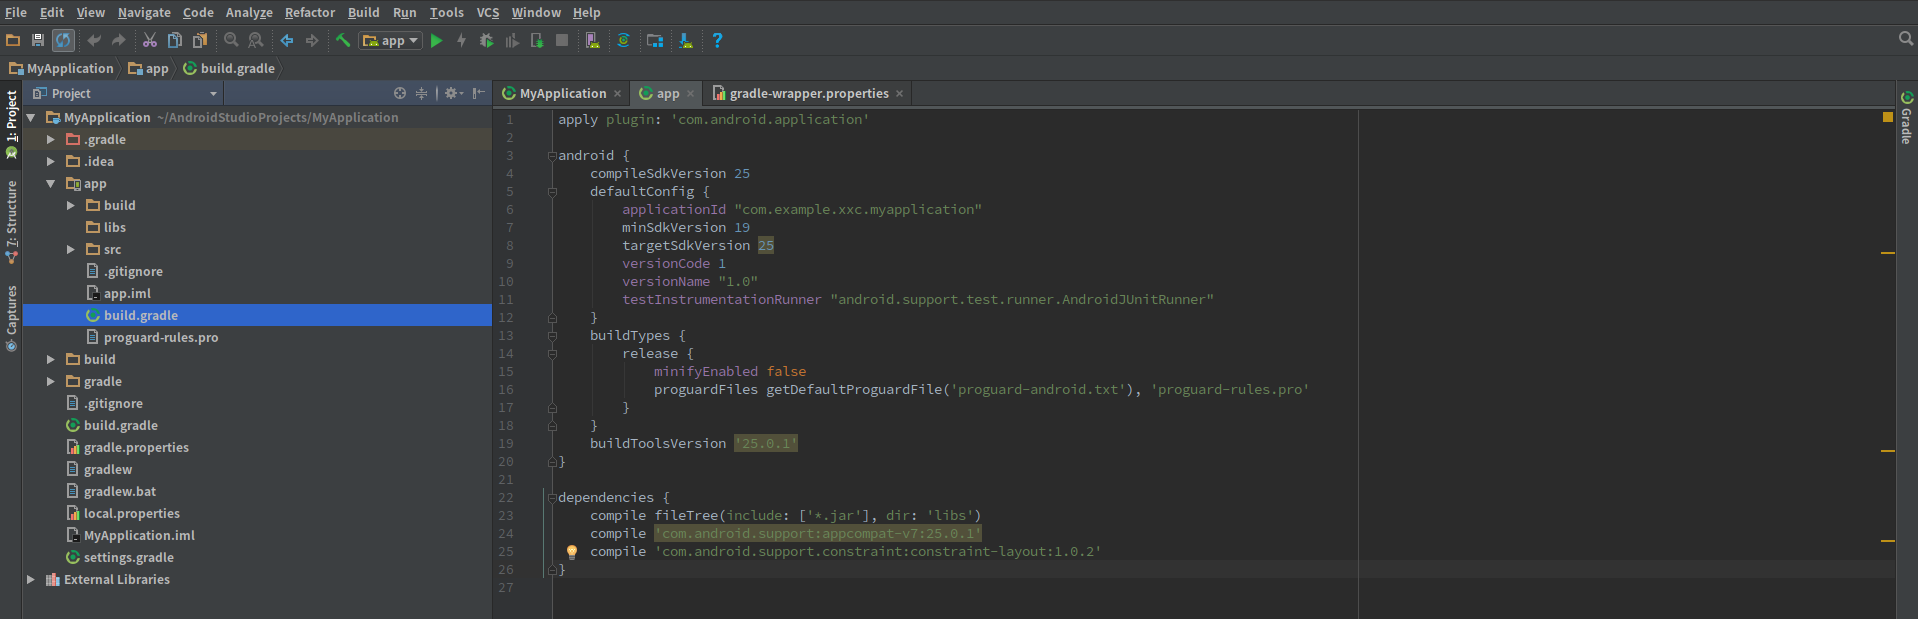 File Edit View Navigate Code Analyze Refactor Build Run Tools VCS Window Help
app
MyApplication app build.gradle
1: Project
7: Structure
Captures
Project
MyApplication ~/AndroidStudioProjects/MyApplication
.gradle
.idea
app
build
libs
src
.gitignore
app.iml
build.gradle
proguard-rules.pro
build
gradle
.gitignore
build.gradle
gradle.properties
gradlew
gradlew.bat
local.properties
MyApplication.iml
settings.gradle
External Libraries
MyApplication app gradle-wrapper.properties
1 apply plugin: 'com.android.application'
2
3 android {
4 compileSdkVersion 25
5 defaultConfig {
6 applicationId "com.example.xxc.myapplication"
7 minSdkVersion 19
8 targetSdkVersion 25
9 versionCode 1
10 versionName "1.0"
11 testInstrumentationRunner "android.support.test.runner.AndroidJUnitRunner"
12 }
13 buildTypes {
14 release {
15 minifyEnabled false
16 proguardFiles getDefaultProguardFile('proguard-android.txt'), 'proguard-rules.pro'
17 }
18 }
19 buildToolsVersion '25.0.1'
20 }
21
22 dependencies {
23 compile fileTree(include: ['*.jar'], dir: 'libs')
24 compile 'com.android.support:appcompat-v7:25.0.1'
25 compile 'com.android.support.constraint:constraint-layout:1.0.2'
26 }
27
Gradle